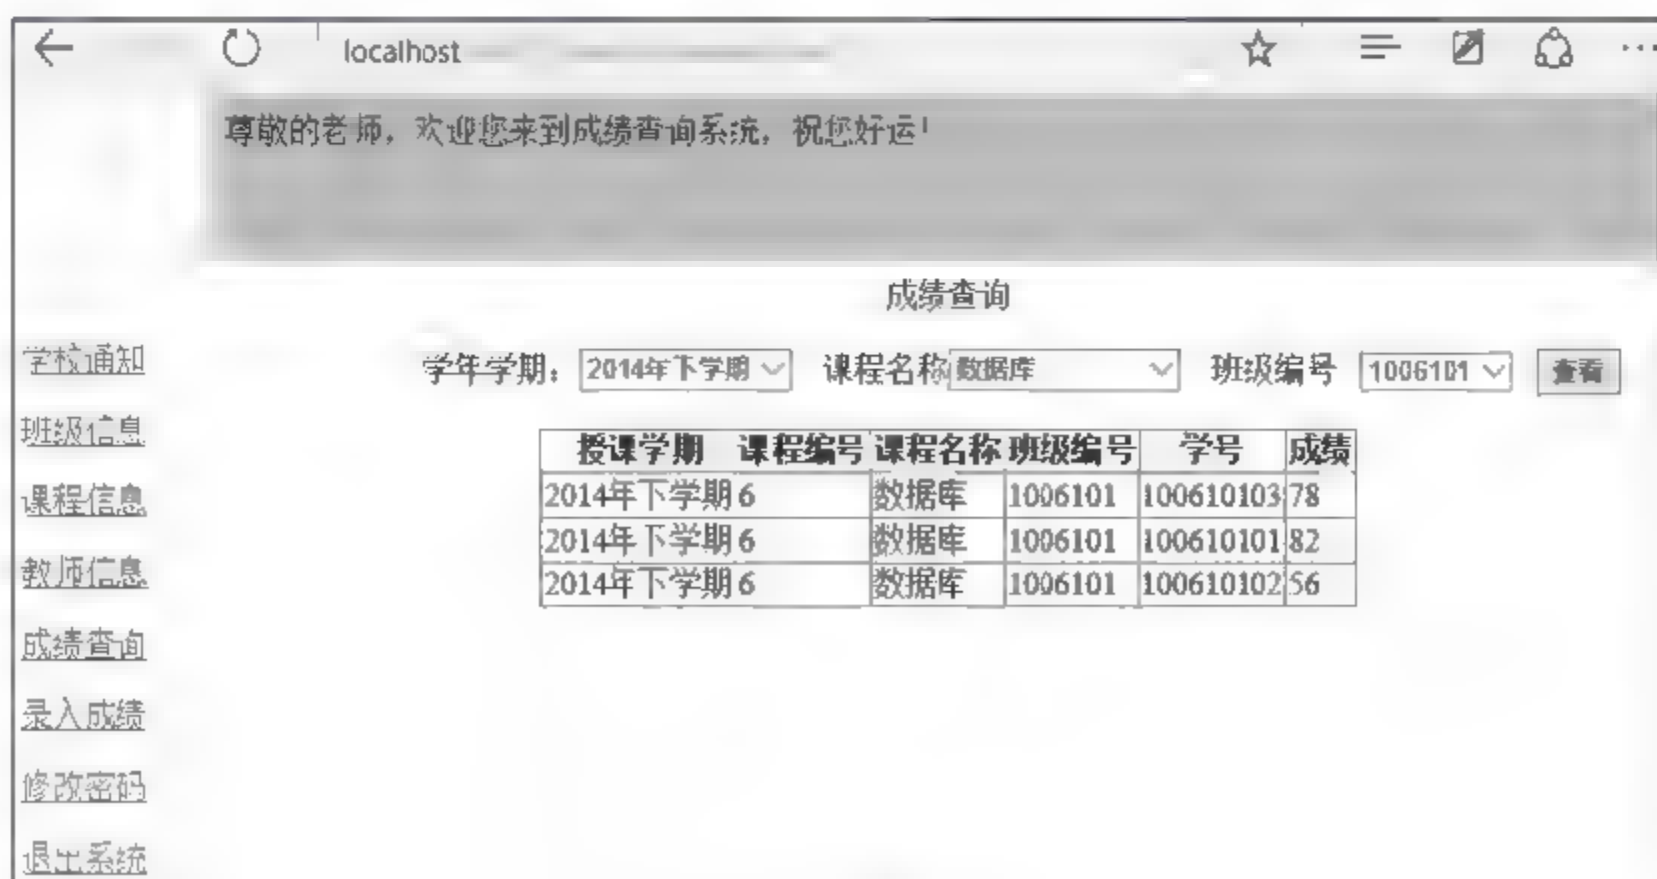 localhost
尊敬的老师，欢迎您来到成绩查询系统，祝您好运！
成绩查询
学年学期： 2014年下学期 课程名称 数据库 班级编号 1006101 查看
授课学期 课程编号 课程名称 班级编号 学号 成绩
2014年下学期 6 数据库 1006101 100610103 78
2014年下学期 6 数据库 1006101 100610101 82
2014年下学期 6 数据库 1006101 100610102 56
学校通知
班级信息
课程信息
教师信息
成绩查询
录入成绩
修改密码
退出系统